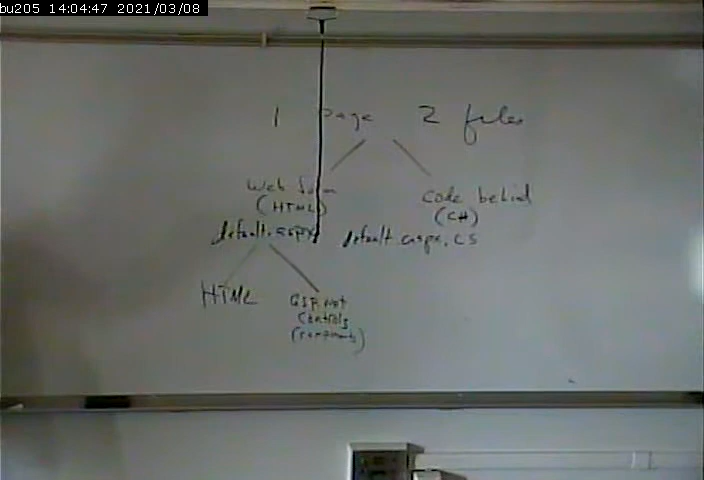 bu205 14:04:47 2021/03/08
1 Page 2 files
Web form
(HTML)
default.aspx
Code behind
(C#)
default.aspx.cs
HTML
ASP.Net
Controls
(components)